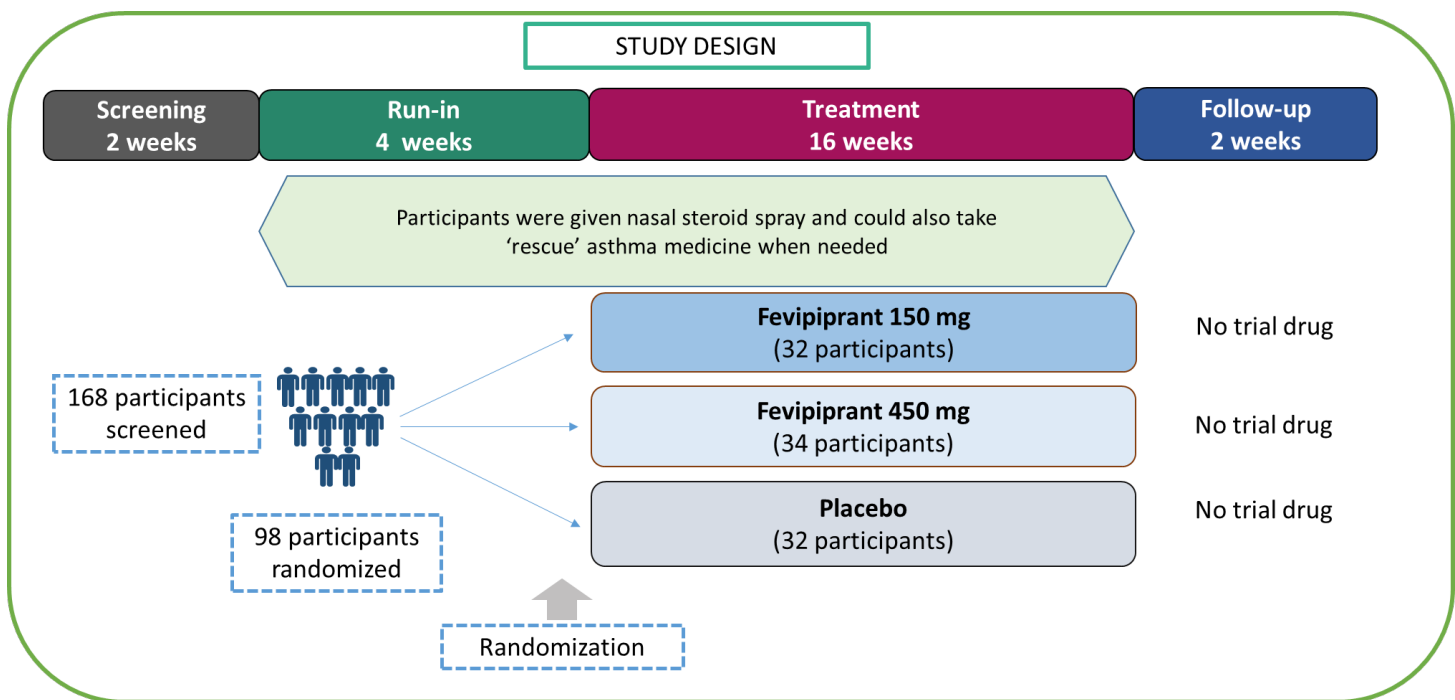 STUDY DESIGN
Screening
2 weeks
Run-in
4 weeks
Treatment
16 weeks
Follow-up
2 weeks
Participants were given nasal steroid spray and could also take
‘rescue’ asthma medicine when needed
168 participants
screened
98 participants
randomized
Randomization
Fevipiprant 150 mg
(32 participants)
No trial drug
Fevipiprant 450 mg
(34 participants)
No trial drug
Placebo
(32 participants)
No trial drug